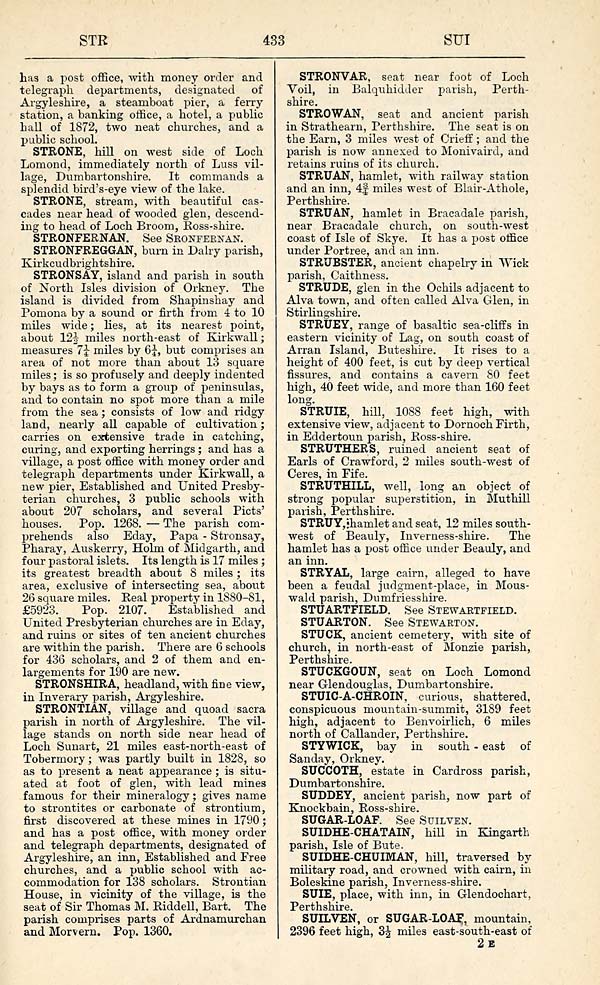 STR
433
SUI
has a post office, with money order and
telegraph departments, designated of
Argyleshire, a steamboat pier, a ferry
station, a banking office, a hotel, a public
hall of 1872, two neat churches, and a
public school.
STRONE, hill on west side of Loch
Lomond, immediately north of Luss vil-
lage, Dumbartonshire. It commands a
splendid bird's-eye view of the lake.
STRONE, stream, with beautiful cas-
cades near head of wooded glen, descend-
ing to head of Loch Broom, Ross-shire.
STRONFERNAN. See SRONFERNAN.
STRONFREGGAN, burn in Dalry parish,
Kirkcudbrightshire.
STRONSAY, island and parish in south
of North Isles division of Orkney. The
island is divided from Shapinshay and
Pomona by a sound or firth from 4 to 10
miles wide; lies, at its nearest point,
about 12½ miles north-east of Kirkwall;
measures 7¼ miles by 6¼, but comprises an
area of not more than about 13 square
miles; is so profusely and deeply indented
by bays as to form a group of peninsulas,
and to contain no spot more than a mile
from the sea; consists of low and ridgy
land, nearly all capable of cultivation;
carries on extensive trade in catching,
curing, and exporting herrings; and has a
village, a post office with money order and
telegraph departments under Kirkwall, a
new pier, Established and United Presby-
terian churches, 3 public schools with
about 207 scholars, and several Picts'
houses. Pop. 1268. — The parish com-
prehends also Eday, Papa-Stronsay,
Pharay, Auskerry, Holm of Midgarth, and
four pastoral islets. Its length is 17 miles;
its greatest breadth about 8 miles; its
area, exclusive of intersecting sea, about
26 square miles. Real property in 1880-81,
£5923. Pop. 2107. Established and
United Presbyterian churches are in Eday,
and ruins or sites of ten ancient churches
are within the parish. There are 6 schools
for 436 scholars, and 2 of them and en-
largements for 190 are new.
STRONSHIRA, headland, with fine view,
in Inverary parish, Argyleshire.
STRONTIAN, village and quoad sacra
parish in north of Argyleshire. The vil-
lage stands on north side near head of
Loch Sunart, 21 miles east-north-east of
Tobermory; was partly built in 1828, so
as to present a neat appearance; is situ-
ated at foot of glen, with lead mines
famous for their mineralogy; gives name
to strontites or carbonate of strontium,
first discovered at these mines in 1790;
and has a post office, with money order
and telegraph departments, designated of
Argyleshire, an inn, Established and Free
churches, and a public school with ac-
commodation for 138 scholars. Strontian
House, in vicinity of the village, is the
seat of Sir Thomas M. Riddell, Bart. The
parish comprises parts of Ardnamurchan
and Morvern. Pop. 1360.
STRONVAR, seat near foot of Loch
Voil, in Balquhidder parish, Perth-
shire.
STROWAN, seat and ancient parish
in Strathearn, Perthshire. The seat is on
the Earn, 3 miles west of Crieff; and the
parish is now annexed to Monivaird, and
retains ruins of its church.
STRUAN, hamlet, with railway station
and an inn, 4¾ miles west of Blair-Athole,
Perthshire.
STRUAN, hamlet in Bracadale parish,
near Bracadale church, on south-west
coast of Isle of Skye. It has a post office
under Portree, and an inn.
STRUBSTER, ancient chapelry in Wick
parish, Caithness.
STRUDE, glen in the Ochils adjacent to
Alva town, and often called Alva Glen, in
Stirlingshire.
STRUEY, range of basaltic sea-cliffs in
eastern vicinity of Lag, on south coast of
Arran Island, Buteshire. It rises to a
height of 400 feet, is cut by deep vertical
fissures, and contains a cavern 80 feet
high, 40 feet wide, and more than 160 feet
long.
STRUIE, hill, 1088 feet high, with
extensive view, adjacent to Dornoch Firth,
in Eddertoun parish, Ross-shire.
STRUTHERS, ruined ancient seat of
Earls of Crawford, 2 miles south-west of
Ceres, in Fife.
STRUTHILL, well, long an object of
strong popular superstition, in Muthill
parish, Perthshire.
STRUY, hamlet and seat, 12 miles south-
west of Beauly, Inverness-shire. The
hamlet has a post office under Beauly, and
an inn.
STRYAL, large cairn, alleged to have
been a feudal judgment-place, in Mous-
wald parish, Dumfriesshire.
STUARTFIELD. See STEWARTFIELD.
STUARTON. See STEWARTON.
STUCK, ancient cemetery, with site of
church, in north-east of Monzie parish,
Perthshire.
STUCKGOUN, seat on Loch Lomond
near Glendouglas, Dumbartonshire.
STUIC-A-CHROIN, curious, shattered,
conspicuous mountain-summit, 3189 feet
high, adjacent to Benvoirlich, 6 miles
north of Callander, Perthshire.
STYWICK, bay in south-east of
Sanday, Orkney.
SUCCOTH, estate in Cardross parish,
Dumbartonshire.
SUDDEY, ancient parish, now part of
Knockbain, Ross-shire.
SUGAR-LOAF. See SUILVEN.
SUIDHE-CHATAIN, hill in Kingarth
parish, Isle of Bute.
SUIDHE-CHUIMAN, hill, traversed by
military road, and crowned with cairn, in
Boleskine parish, Inverness-shire.
SUIE, place, with inn, in Glendochart,
Perthshire.
SUILVEN, or SUGAR-LOAF, mountain,
2396 feet high, 3½ miles east-south-east of
2 E